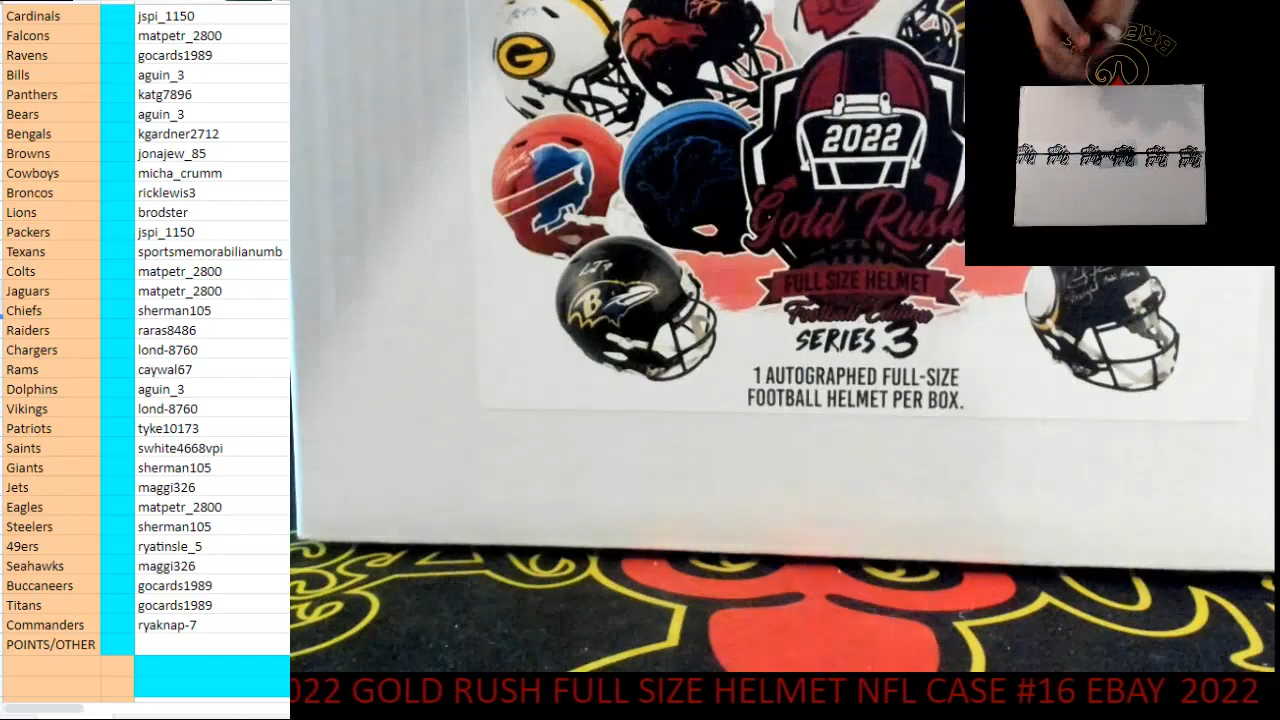 Cardinals jspi_1150
Falcons matpetr_2800
Ravens gocards1989
Bills aguin_3
Panthers katg7896
Bears aguin_3
Bengals kgardner2712
Browns jonajew_85
Cowboys micha_crumm
Broncos ricklewis3
Lions brodster
Packers jspi_1150
Texans sportsmemorabilianumb
Colts matpetr_2800
Jaguars matpetr_2800
Chiefs sherman105
Raiders raras8486
Chargers lond-8760
Rams caywal67
Dolphins aguin_3
Vikings lond-8760
Patriots tyke10173
Saints swhite4668vpi
Giants sherman105
Jets maggi326
Eagles matpetr_2800
Steelers sherman105
49ers ryatinsle_5
Seahawks maggi326
Buccaneers gocards1989
Titans gocards1989
Commanders ryaknap-7
POINTS/OTHER
G
2022
Gold Rush
FULL SIZE HELMET
Football Edition
SERIES 3
1 AUTOGRAPHED FULL-SIZE
FOOTBALL HELMET PER BOX.
B
022 GOLD RUSH FULL SIZE HELMET NFL CASE #16 EBAY 2022